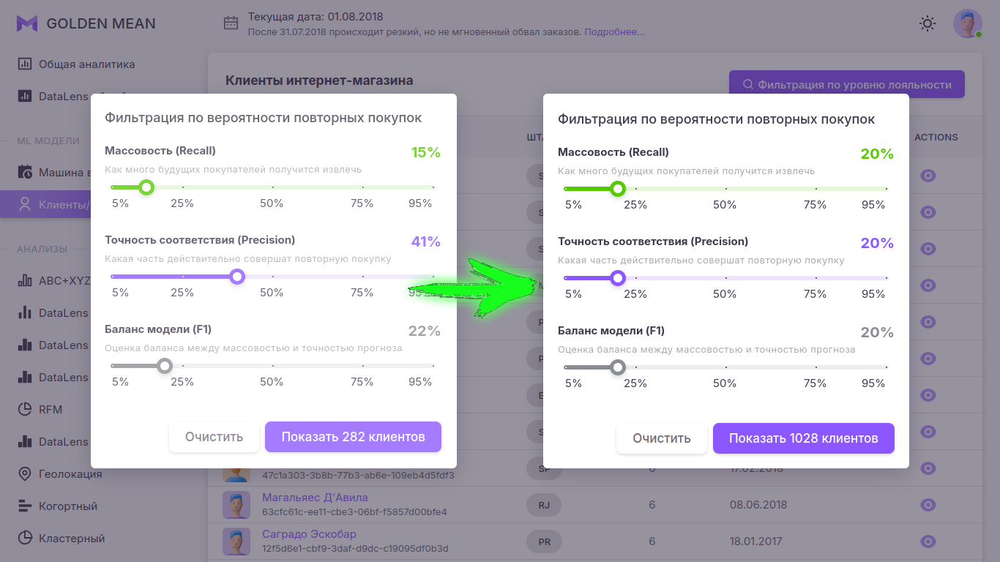 GOLDEN MEAN
Текущая дата: 01.08.2018
После 31.07.2018 происходит резкий, но не мгновенный обвал заказов. Подробнее...
Общая аналитика
DataLens
ML МОДЕЛИ
Машина в
Клиенты/
АНАЛИЗЫ
ABC+XYZ
DataLens
DataLens
DataLens
RFM
DataLens
Геолокация
Когортный
Кластерный
Клиенты интернет-магазина
Фильтрация по уровню лояльности
ACTIONS
Фильтрация по вероятности повторных покупок
Массовость (Recall)
15%
Как много будущих покупателей получится извлечь
5% 25% 50% 75% 95%
Точность соответствия (Precision)
41%
Какая часть действительно совершат повторную покупку
5% 25% 50% 75% 95%
Баланс модели (F1)
22%
Оценка баланса между массовостью и точностью прогноза
5% 25% 50% 75% 95%
Очистить
Показать 282 клиентов
Фильтрация по вероятности повторных покупок
Массовость (Recall)
20%
Как много будущих покупателей получится извлечь
5% 25% 50% 75% 95%
Точность соответствия (Precision)
20%
Какая часть действительно совершат повторную покупку
5% 25% 50% 75% 95%
Баланс модели (F1)
20%
Оценка баланса между массовостью и точностью прогноза
5% 25% 50% 75% 95%
Очистить
Показать 1028 клиентов
47c1a303-3b8b-77b3-ab6e-109eb4d5fdf3 SP 6 17.02.2018
Магальяес Д’Авила
63cfc61c-ee11-cbe3-06bf-f5857d00bfe4
RJ 6 08.06.2018
Саградо Эскобар
12f5d6e1-cbf9-3daf-d9dc-c19095df0b3d
PR 6 18.01.2017